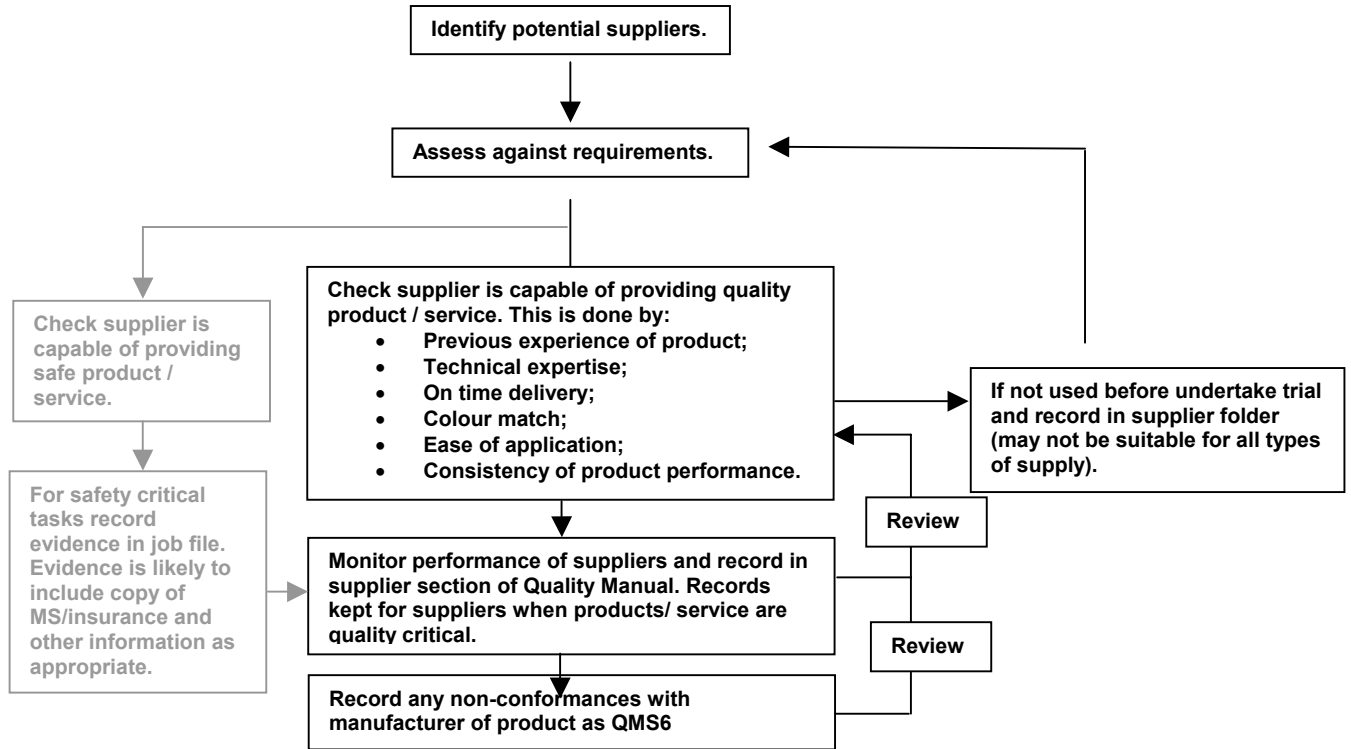 Identify potential suppliers.
Assess against requirements.
Check supplier is
capable of providing
safe product /
service.
For safety critical
tasks record
evidence in job file.
Evidence is likely to
include copy of
MS/insurance and
other information as
appropriate.
Check supplier is capable of providing quality
product / service. This is done by:
• Previous experience of product;
• Technical expertise;
• On time delivery;
• Colour match;
• Ease of application;
• Consistency of product performance.
If not used before undertake trial
and record in supplier folder
(may not be suitable for all types
of supply).
Review
Monitor performance of suppliers and record in
supplier section of Quality Manual. Records
kept for suppliers when products/ service are
quality critical.
Review
Record any non-conformances with
manufacturer of product as QMS6